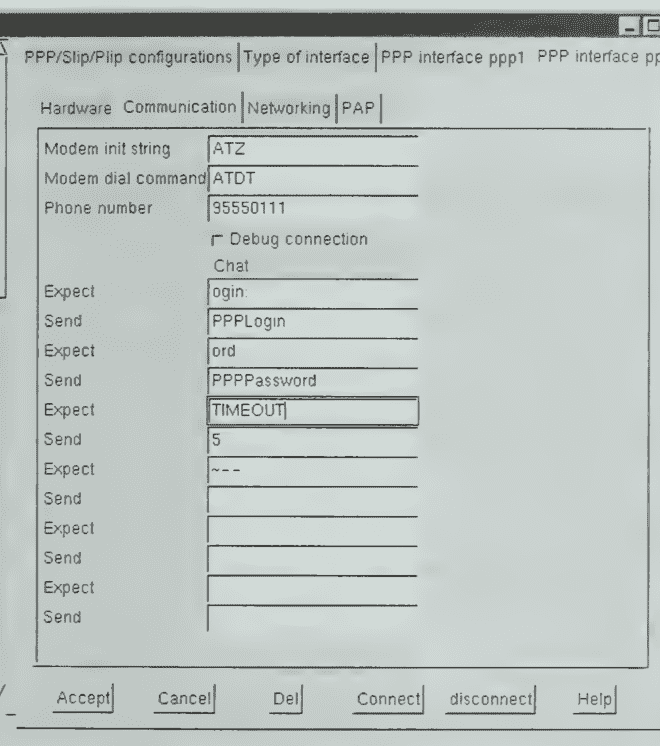 PPP/Slip/Plip configurations Type of interface PPP interface ppp1 PPP interface pp
Hardware Communication Networking PAP
Modem init string ATZ
Modem dial command ATDT
Phone number 95550111
Debug connection
Chat
Expect ogin:
Send PPPLogin
Expect ord
Send PPPPassword
Expect TIMEOUT
Send 5
Expect ~--
Send
Expect
Send
Expect
Send
Accept Cancel Del Connect disconnect Help